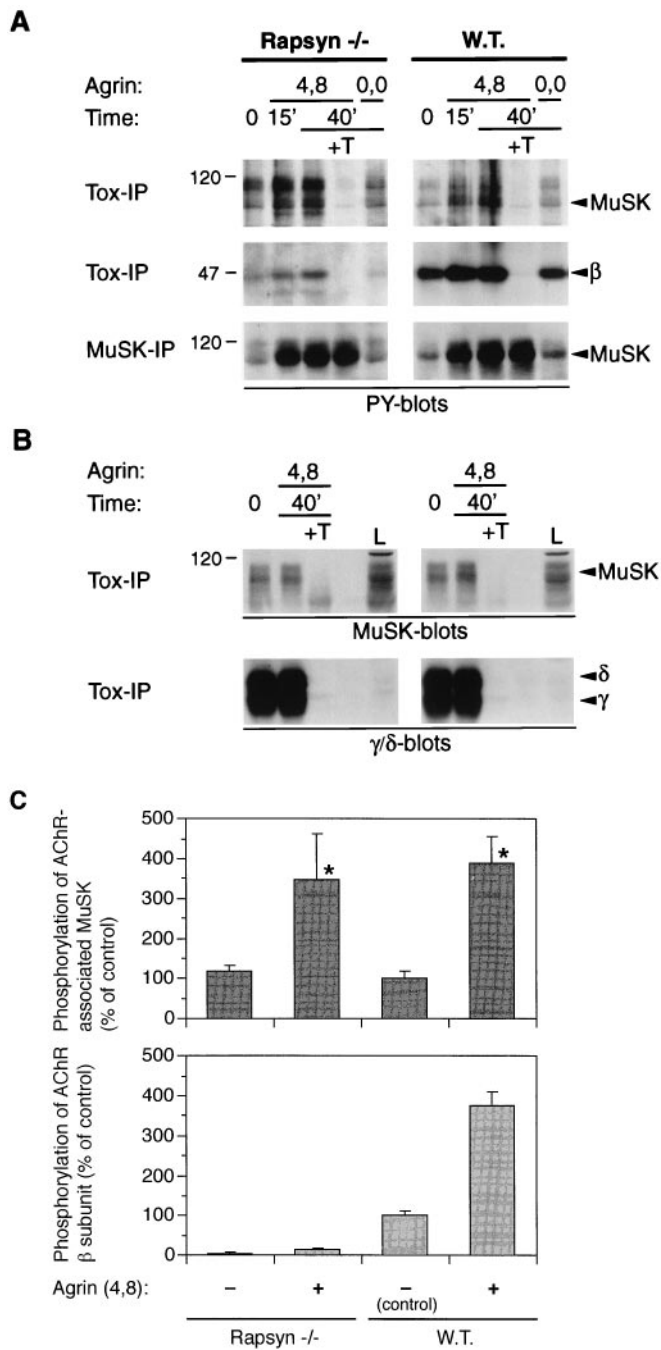 A
Rapsyn -/- W.T.
Agrin: 4,8 0,0 4,8 0,0
Time: 0 15' 40' 0 15' 40'
+T +T
Tox-IP 120 MuSK
Tox-IP 47 β
MuSK-IP 120 MuSK
PY-blots
B
Agrin: 4,8 4,8
Time: 0 40' 0 40'
+T L +T L
Tox-IP 120 MuSK
MuSK-blots
Tox-IP δ
γ
γ/δ-blots
C
Phosphorylation of AChR-
associated MuSK
(% of control)
500
400
300
200
100
0
* *
Phosphorylation of AChR
β subunit (% of control)
500
400
300
200
100
0
Agrin (4,8): – + – +
(control)
Rapsyn -/- W.T.